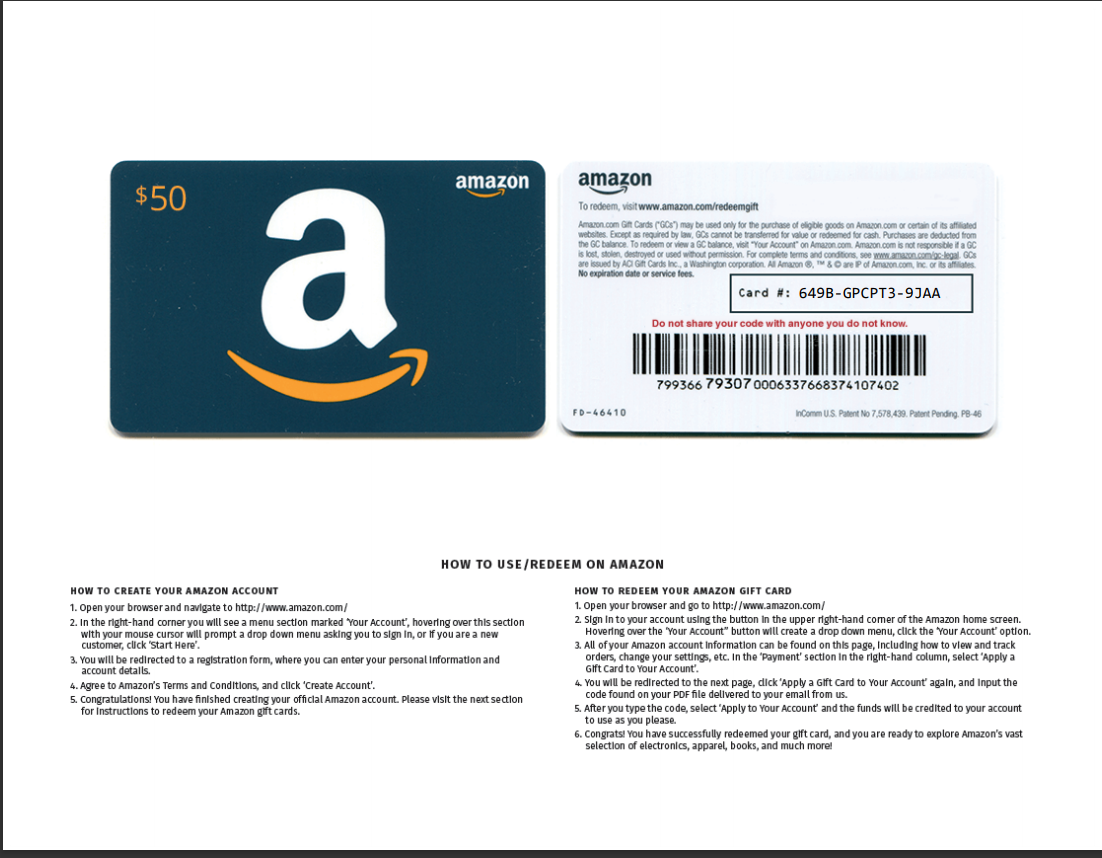 $50
amazon
a
amazon
To redeem, visit www.amazon.com/redeemgift
Amazon.com Gift Cards ("GCs") may be used only for the purchase of eligible goods on Amazon.com or certain of its affiliated
websites. Except as required by law, GCs cannot be transferred for value or redeemed for cash. Purchases are deducted from
the GC balance. To redeem or view a GC balance, visit "Your Account" on Amazon.com. Amazon.com is not responsible if a GC
is lost, stolen, destroyed or used without permission. For complete terms and conditions, see www.amazon.com/gc-legal. GCs
are issued by ACI Gift Cards Inc., a Washington corporation. All Amazon ®, ™ & © are IP of Amazon.com, Inc. or its affiliates.
No expiration date or service fees.
Card #: 649B-GPCPT3-9JAA
Do not share your code with anyone you do not know.
799366 79307 0006337668374107402
FD-46410
InComm U.S. Patent No 7,578,439. Patent Pending. PB-46
HOW TO USE/REDEEM ON AMAZON
HOW TO CREATE YOUR AMAZON ACCOUNT
1. Open your browser and navigate to http://www.amazon.com/
2. In the right-hand corner you will see a menu section marked 'Your Account', hovering over this section
with your mouse cursor will prompt a drop down menu asking you to sign in, or if you are a new
customer, click 'Start Here'.
3. You will be redirected to a registration form, where you can enter your personal information and
account details.
4. Agree to Amazon's Terms and Conditions, and click 'Create Account'.
5. Congratulations! You have finished creating your official Amazon account. Please visit the next section
for instructions to redeem your Amazon gift cards.
HOW TO REDEEM YOUR AMAZON GIFT CARD
1. Open your browser and go to http://www.amazon.com/
2. Sign in to your account using the button in the upper right-hand corner of the Amazon home screen.
Hovering over the 'Your Account" button will create a drop down menu, click the 'Your Account' option.
3. All of your Amazon account information can be found on this page, including how to view and track
orders, change your settings, etc. In the 'Payment' section in the right-hand column, select 'Apply a
Gift Card to Your Account'.
4. You will be redirected to the next page, click 'Apply a Gift Card to Your Account' again, and input the
code found on your PDF file delivered to your email from us.
5. After you type the code, select 'Apply to Your Account' and the funds will be credited to your account
to use as you please.
6. Congrats! You have successfully redeemed your gift card, and you are ready to explore Amazon's vast
selection of electronics, apparel, books, and much more!